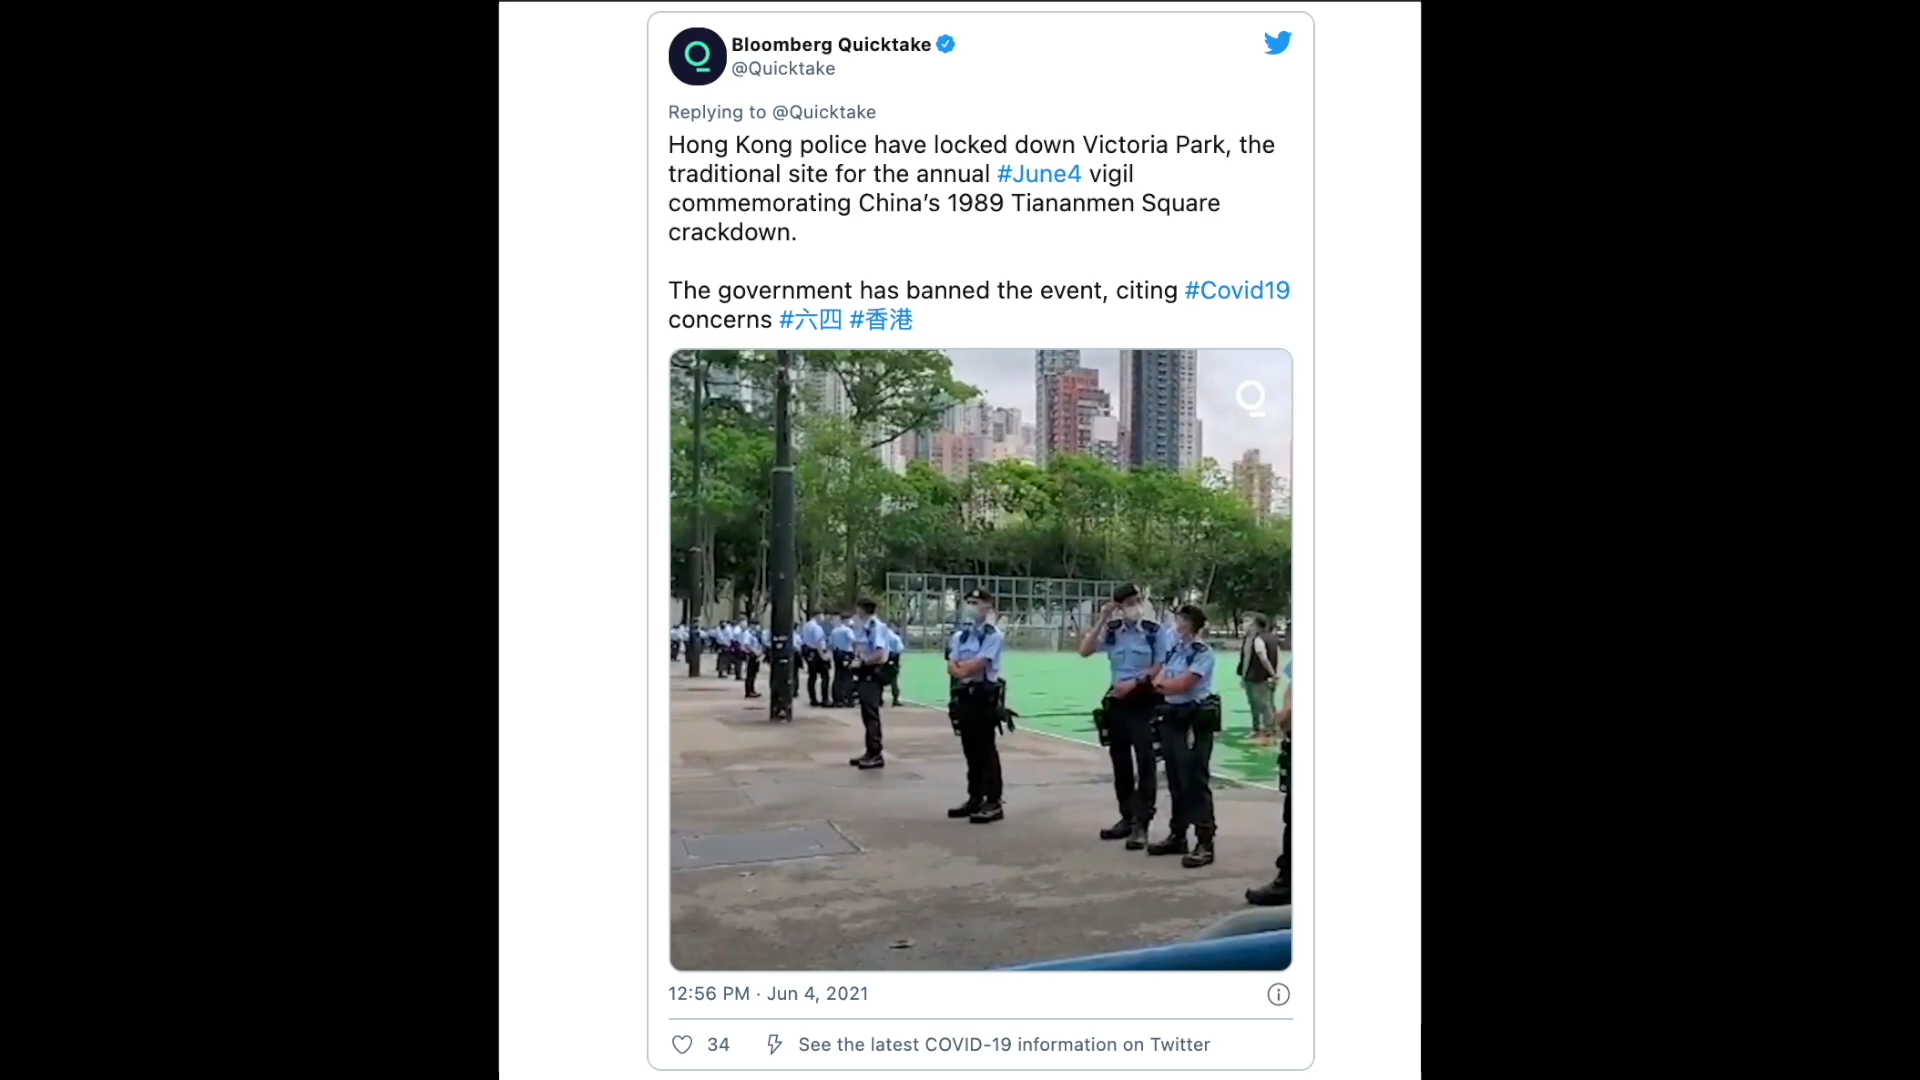 Bloomberg Quicktake
@Quicktake
Replying to @Quicktake
Hong Kong police have locked down Victoria Park, the
traditional site for the annual #June4 vigil
commemorating China’s 1989 Tiananmen Square
crackdown.
The government has banned the event, citing #Covid19
concerns #六四 #香港
12:56 PM · Jun 4, 2021
34
See the latest COVID-19 information on Twitter